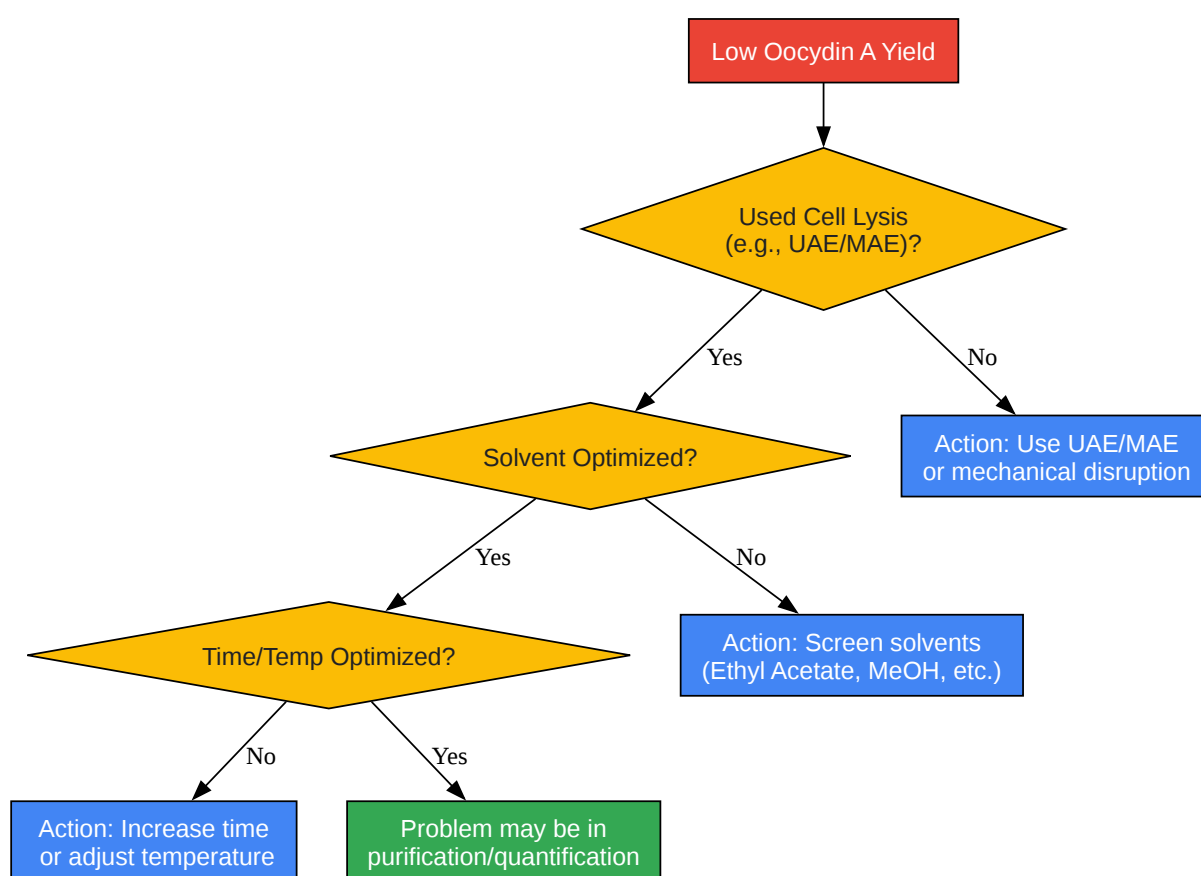 Low Oocydin A Yield
Used Cell Lysis
(e.g., UAE/MAE)?
Yes
No
Solvent Optimized?
Action: Use UAE/MAE
or mechanical disruption
Yes
No
Time/Temp Optimized?
Action: Screen solvents
(Ethyl Acetate, MeOH, etc.)
No
Yes
Action: Increase time
or adjust temperature
Problem may be in
purification/quantification